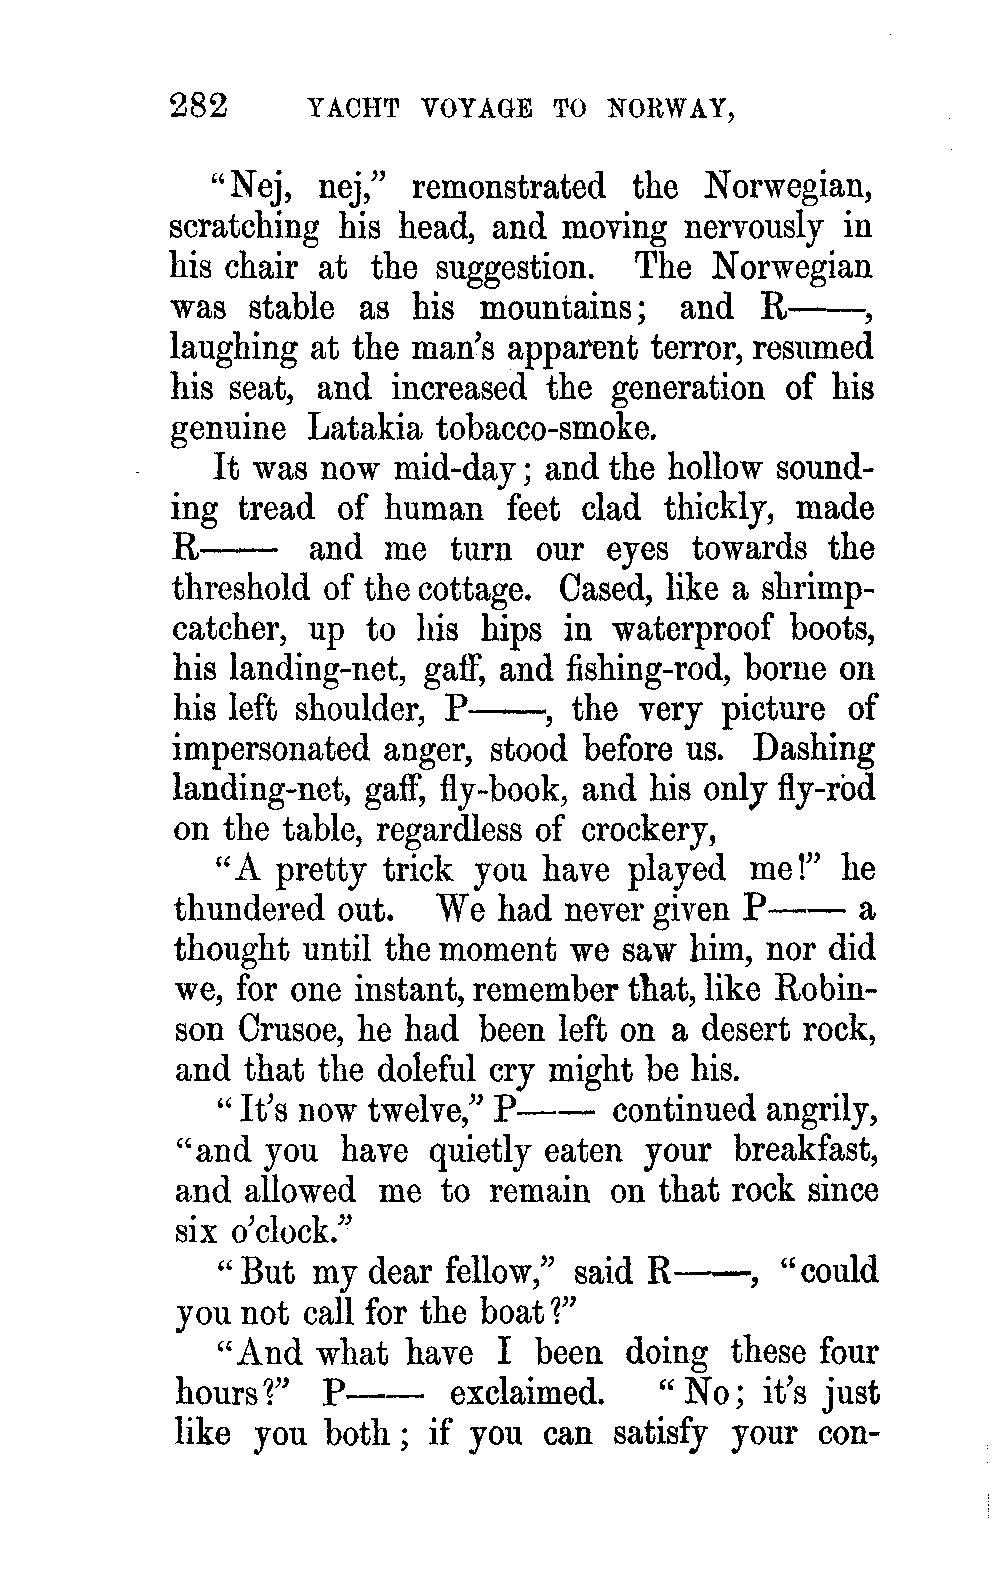 282 YACHT VOYAGE TO NORWAY,
“Nej, nej,” remonstrated the Norwegian,
scratching his head, and moving nervously in
his chair at the suggestion. The Norwegian
was stable as his mountains; and R——,
laughing at the man's apparent terror, resumed
his seat, and increased the generation of his
genuine Latakia tobacco-smoke.
It was now mid-day; and the hollow sound-
ing tread of human feet clad thickly, made
R—— and me turn our eyes towards the
threshold of the cottage. Cased, like a shrimp-
catcher, up to his hips in waterproof boots,
his landing-net, gaff, and fishing-rod, borne on
his left shoulder, P——, the very picture of
impersonated anger, stood before us. Dashing
landing-net, gaff, fly-book, and his only fly-rod
on the table, regardless of crockery,
“A pretty trick you have played me!” he
thundered out. We had never given P—— a
thought until the moment we saw him, nor did
we, for one instant, remember that, like Robin-
son Crusoe, he had been left on a desert rock,
and that the doleful cry might be his.
“It's now twelve,” P—— continued angrily,
“and you have quietly eaten your breakfast,
and allowed me to remain on that rock since
six o'clock.”
“But my dear fellow,” said R——, “could
you not call for the boat?”
“And what have I been doing these four
hours?” P—— exclaimed. “No; it's just
like you both; if you can satisfy your con-